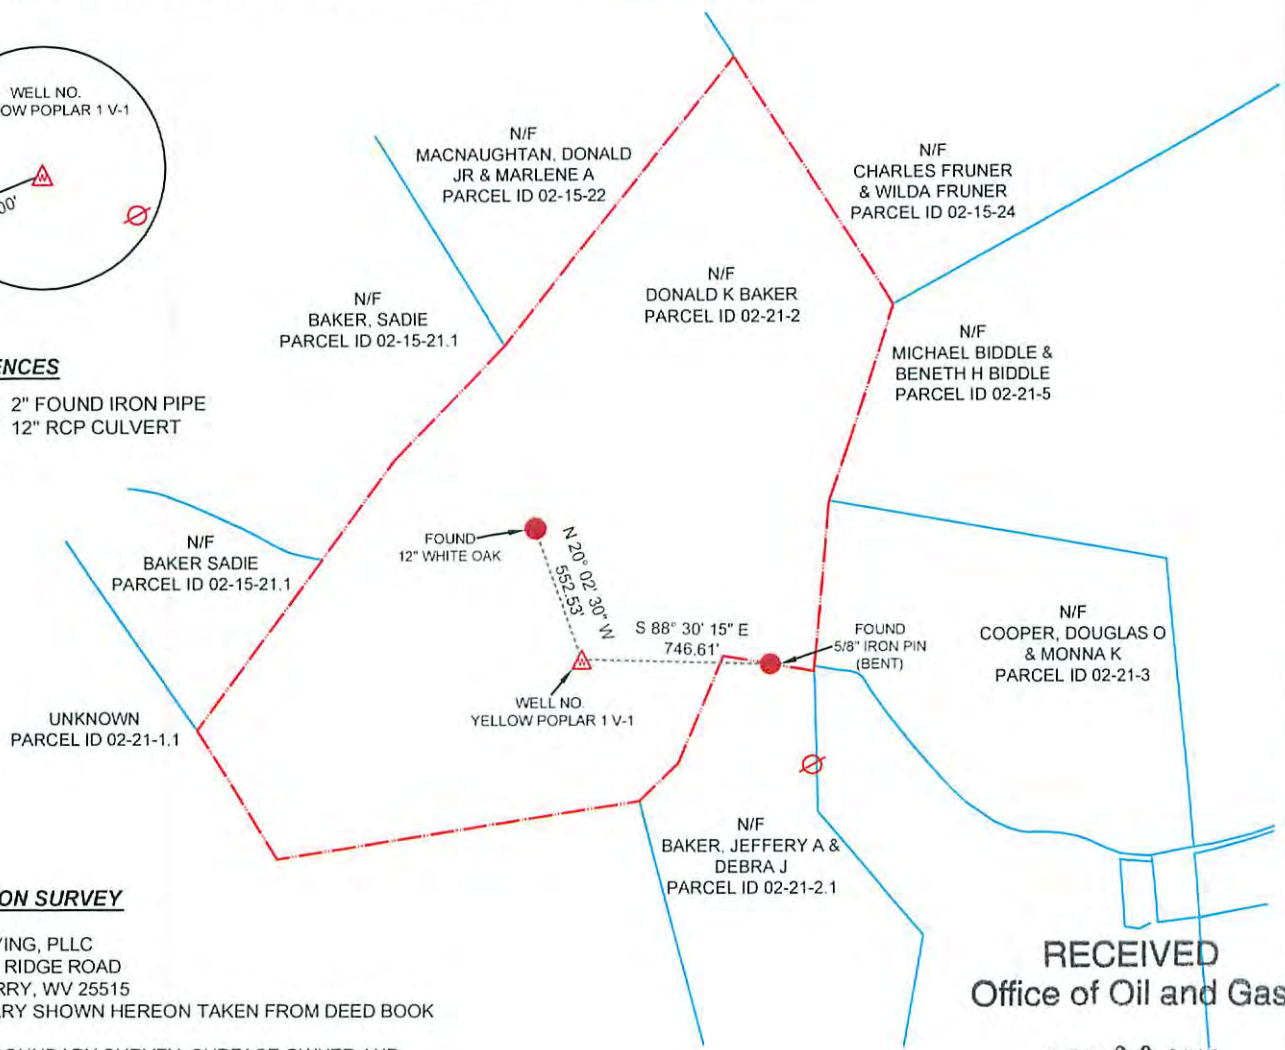 WELL NO.
OW POPLAR 1 V-1
00'
N/F
MACNAUGHTAN, DONALD
JR & MARLENE A
PARCEL ID 02-15-22
N/F
CHARLES FRUNER
& WILDA FRUNER
PARCEL ID 02-15-24
N/F
DONALD K BAKER
PARCEL ID 02-21-2
N/F
BAKER, SADIE
PARCEL ID 02-15-21.1
N/F
MICHAEL BIDDLE &
BENETH H BIDDLE
PARCEL ID 02-21-5
ENCES
2" FOUND IRON PIPE
12" RCP CULVERT
N/F
BAKER SADIE
PARCEL ID 02-15-21.1
FOUND
12" WHITE OAK
N 20° 02' 30" W
552.53'
S 88° 30' 15" E
746.61'
FOUND
5/8" IRON PIN
(BENT)
N/F
COOPER, DOUGLAS O
& MONNA K
PARCEL ID 02-21-3
WELL NO.
YELLOW POPLAR 1 V-1
UNKNOWN
PARCEL ID 02-21-1.1
N/F
BAKER, JEFFERY A &
DEBRA J
PARCEL ID 02-21-2.1
ON SURVEY
YING, PLLC
RIDGE ROAD
RRY, WV 25515
ARY SHOWN HEREON TAKEN FROM DEED BOOK
RECEIVED
Office of Oil and Gas